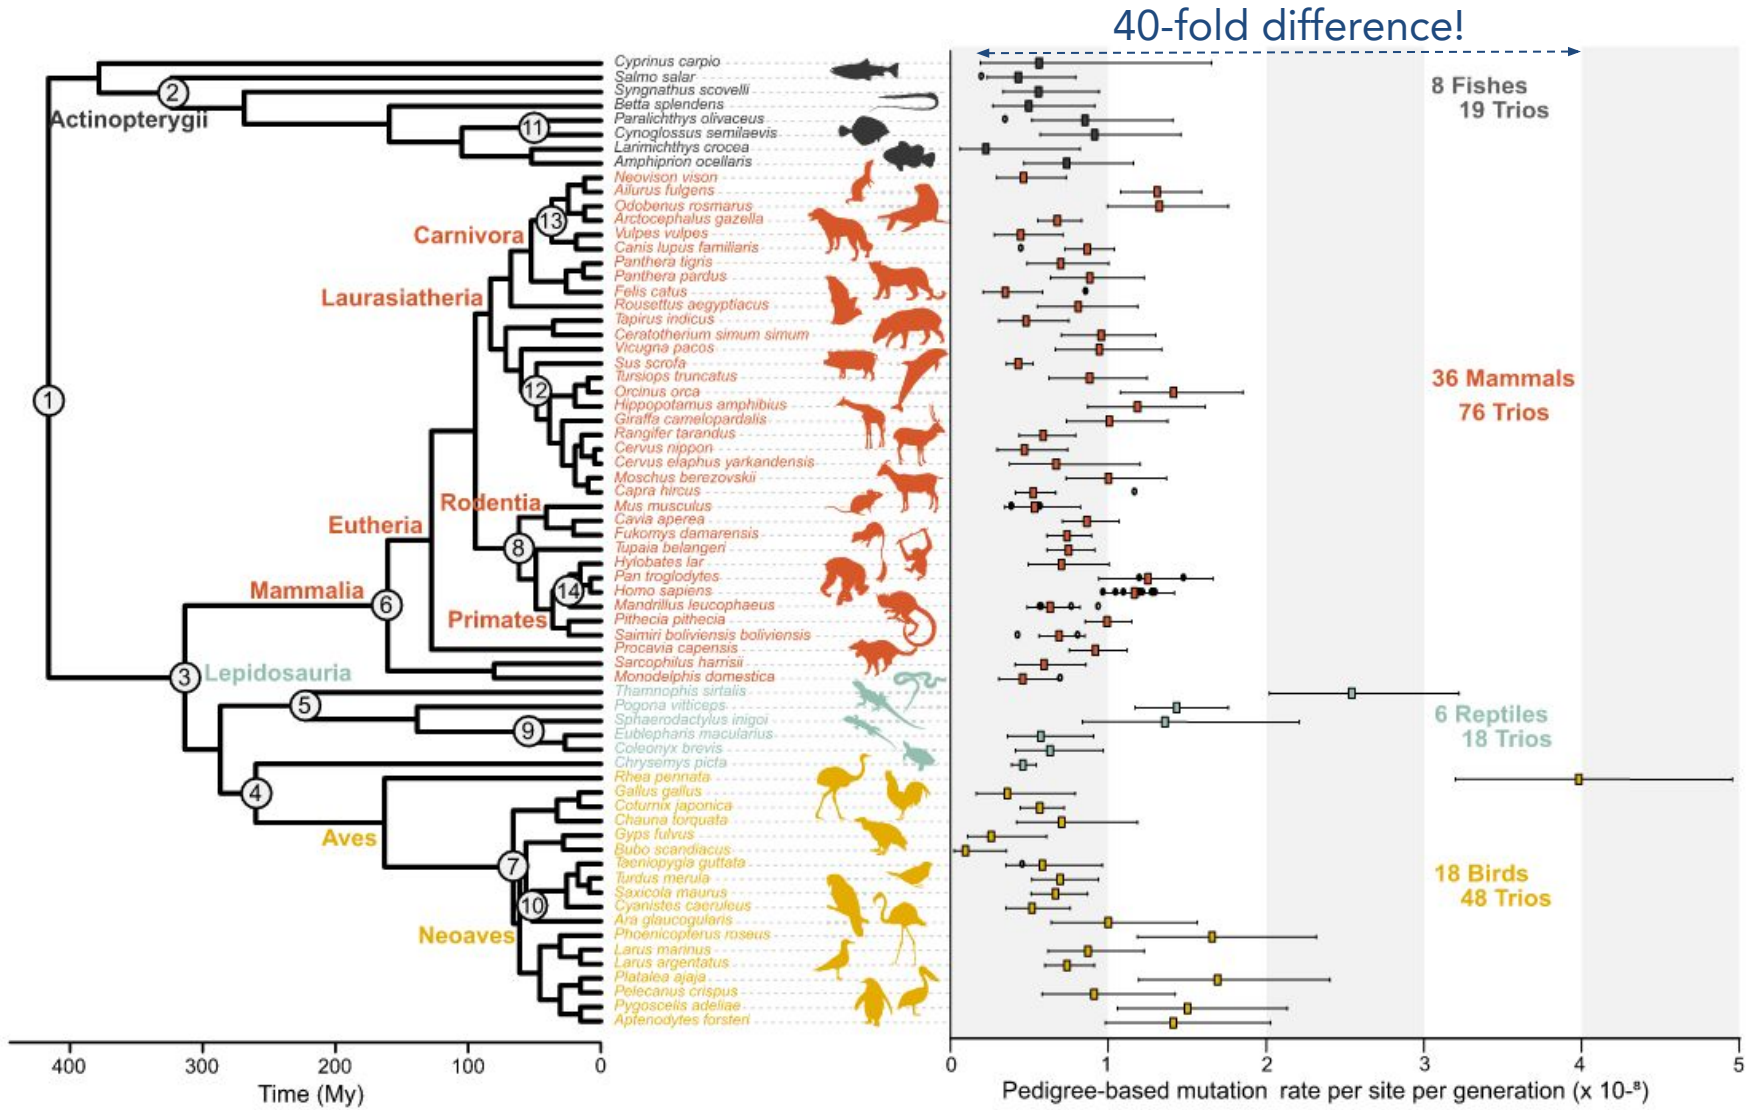 40-fold difference!
Cyprinus carpio
Salmo salar
Syngnathus scovelli
Betta splendens
Paralichthys olivaceus
Cynoglossus semilaevis
Larimichthys crocea
Amphiprion ocellaris
Neovison vison
Ailurus fulgens
Odobenus rosmarus
Arctocephalus gazella
Vulpes vulpes
Canis lupus familiaris
Panthera tigris
Panthera pardus
Felis catus
Rousettus aegyptiacus
Tapirus indicus
Ceratotherium simum simum
Vicugna pacos
Sus scrofa
Tursiops truncatus
Orcinus orca
Hippopotamus amphibius
Giraffa camelopardalis
Rangifer tarandus
Cervus nippon
Cervus elaphus yarkandensis
Moschus berezovskii
Capra hircus
Mus musculus
Cavia aperea
Fukomys damarensis
Tupaia belangeri
Hylobates lar
Pan troglodytes
Homo sapiens
Mandrillus leucophaeus
Pithecia pithecia
Saimiri boliviensis boliviensis
Procavia capensis
Sarcophilus harrisii
Monodelphis domestica
Thamnophis sirtalis
Pogona vitticeps
Sphaerodactylus inigoi
Eublepharis macularius
Coleonyx brevis
Chrysemys picta
Rhea pennata
Gallus gallus
Coturnix japonica
Chauna torquata
Gyps fulvus
Bubo scandiacus
Taeniopygia guttata
Turdus merula
Saxicola maurus
Cyanistes caeruleus
Ara glaucogularis
Phoenicopterus roseus
Larus marinus
Larus argentatus
Platalea ajaja
Pelecanus crispus
Pygoscelis adeliae
Aptenodytes forsteri
2
Actinopterygii
11
13
Carnivora
Laurasiatheria
12
1
Rodentia
Eutheria
8
14
Mammalia
6
Primates
3
Lepidosauria
5
9
4
Aves
7
10
Neoaves
8 Fishes
19 Trios
36 Mammals
76 Trios
6 Reptiles
18 Trios
18 Birds
48 Trios
400 300 200 100 0
Time (My)
0 1 2 3 4 5
Pedigree-based mutation rate per site per generation (x 10-⁸)